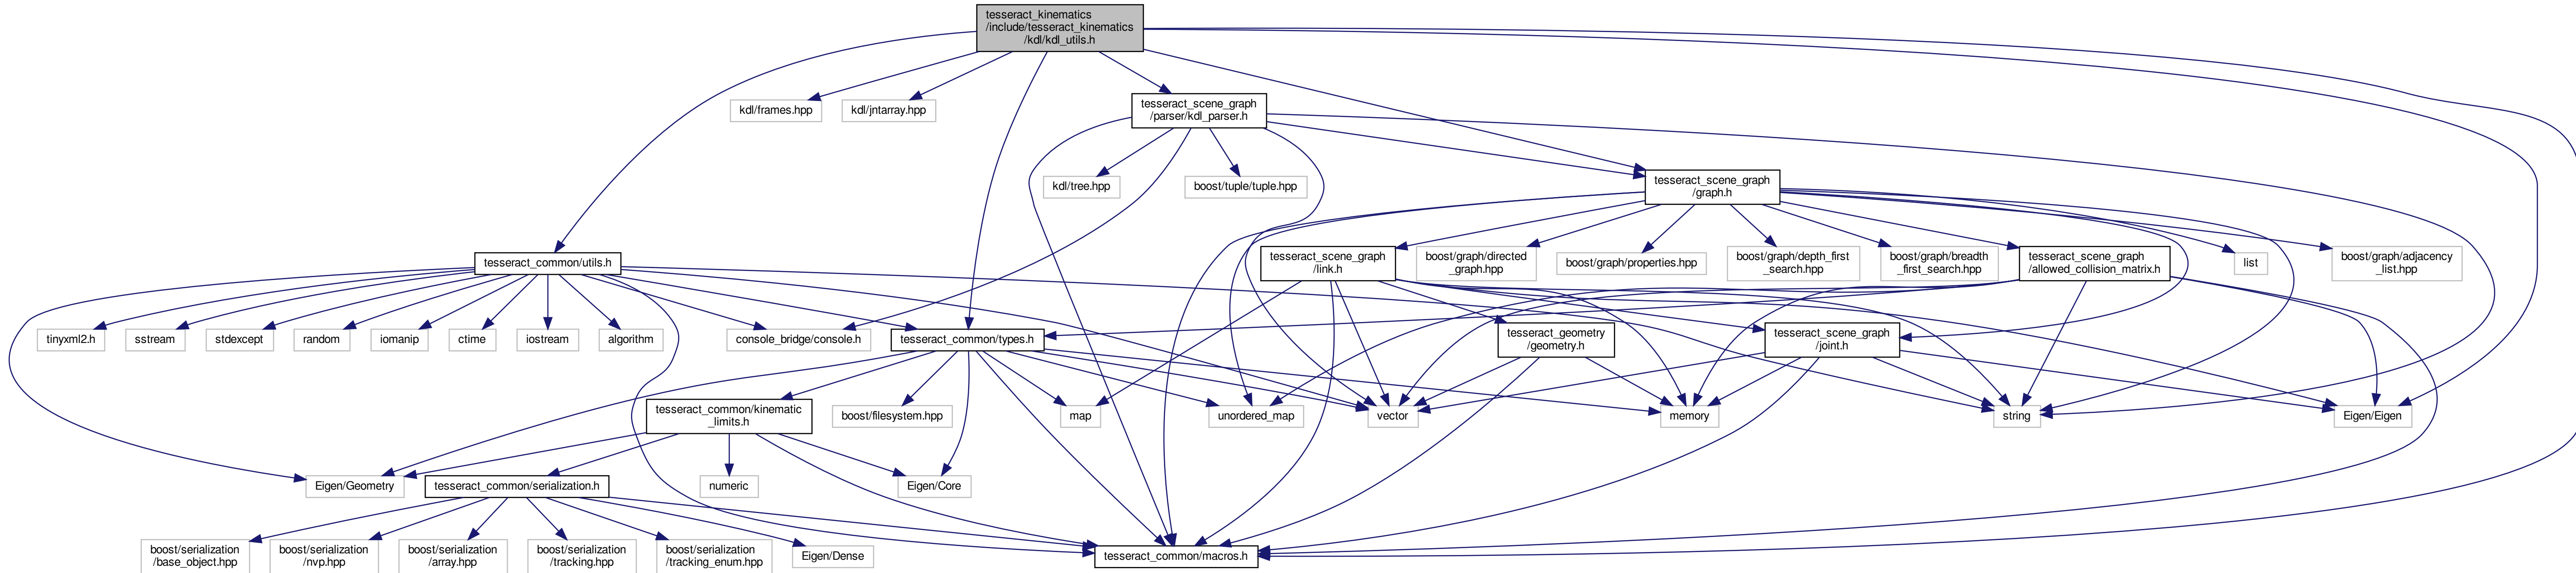 tesseract_kinematics
/include/tesseract_kinematics
/kdl/kdl_utils.h
kdl/frames.hpp
kdl/jntarray.hpp
tesseract_scene_graph
/parser/kdl_parser.h
kdl/tree.hpp
boost/tuple/tuple.hpp
tesseract_scene_graph
/graph.h
tesseract_common/utils.h
tesseract_scene_graph
/link.h
boost/graph/directed
_graph.hpp
boost/graph/properties.hpp
boost/graph/depth_first
_search.hpp
boost/graph/breadth
_first_search.hpp
tesseract_scene_graph
/allowed_collision_matrix.h
list
boost/graph/adjacency
_list.hpp
tinyxml2.h
sstream
stdexcept
random
iomanip
ctime
iostream
algorithm
console_bridge/console.h
tesseract_common/types.h
tesseract_geometry
/geometry.h
tesseract_scene_graph
/joint.h
tesseract_common/kinematic
_limits.h
boost/filesystem.hpp
map
unordered_map
vector
memory
string
Eigen/Eigen
Eigen/Geometry
tesseract_common/serialization.h
numeric
Eigen/Core
boost/serialization
/base_object.hpp
boost/serialization
/nvp.hpp
boost/serialization
/array.hpp
boost/serialization
/tracking.hpp
boost/serialization
/tracking_enum.hpp
Eigen/Dense
tesseract_common/macros.h